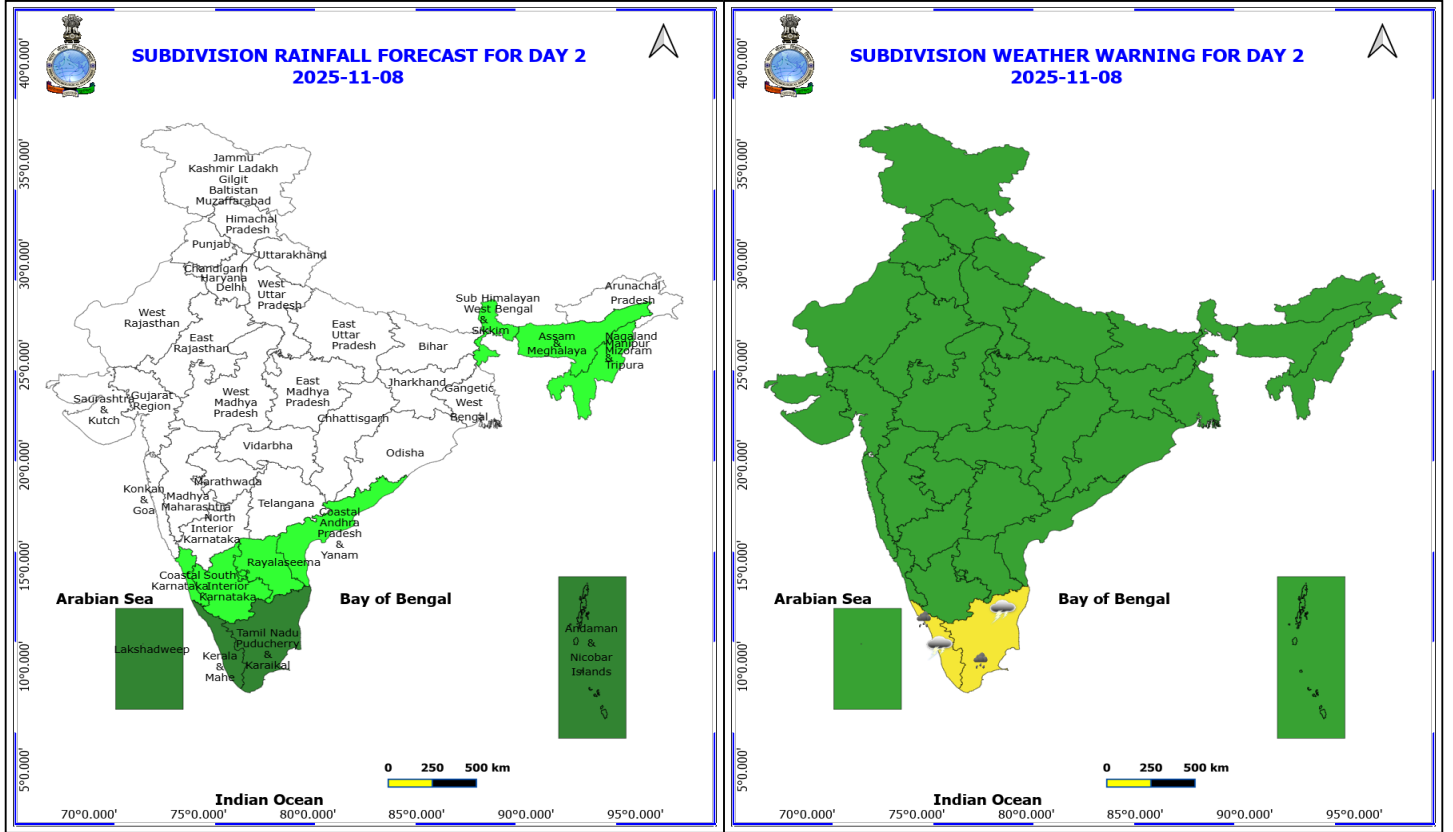 SUBDIVISION RAINFALL FORECAST FOR DAY 2
2025-11-08
40°0.000'
35°0.000'
30°0.000'
25°0.000'
20°0.000'
15°0.000'
10°0.000'
5°0.000'
Jammu
Kashmir Ladakh
Gilgit
Baltistan
Muzaffarabad
Himachal
Pradesh
Punjab
Uttarakhand
Chandigarh
Haryana
Delhi
West
Uttar
Pradesh
Arunachal
Pradesh
Sub Himalayan
West Bengal
&
Sikkim
West
Rajasthan
East
Rajasthan
East
Uttar
Pradesh
Bihar
Assam
&
Meghalaya
Nagaland
Manipur
Mizoram
&
Tripura
Saurashtra
&
Kutch
Gujarat
Region
West
Madhya
Pradesh
East
Madhya
Pradesh
Jharkhand
Gangetic
West
Bengal
Chhattisgarh
Vidarbha
Odisha
Konkan
&
Goa
Madhya
Maharashtra
Marathwada
Telangana
North
Interior
Karnataka
Coastal
Andhra
Pradesh
&
Yanam
Rayalaseema
Coastal
Karnataka
South
Interior
Karnataka
Arabian Sea
Bay of Bengal
Lakshadweep
Kerala
&
Mahe
Tamil Nadu
Puducherry
&
Karaikal
Andaman
&
Nicobar
Islands
0 250 500 km
Indian Ocean
70°0.000' 75°0.000' 80°0.000' 85°0.000' 90°0.000' 95°0.000'
SUBDIVISION WEATHER WARNING FOR DAY 2
2025-11-08
40°0.000'
35°0.000'
30°0.000'
25°0.000'
20°0.000'
15°0.000'
10°0.000'
5°0.000'
Arabian Sea
Bay of Bengal
0 250 500 km
Indian Ocean
70°0.000' 75°0.000' 80°0.000' 85°0.000' 90°0.000' 95°0.000'